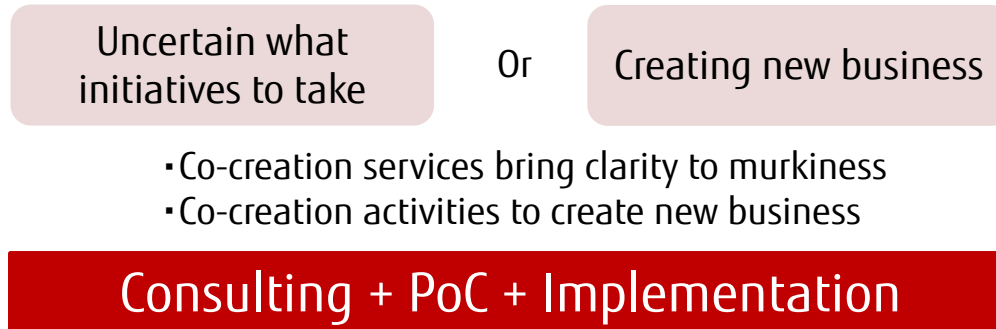 Uncertain what
initiatives to take
Or
Creating new business
・Co-creation services bring clarity to murkiness
・Co-creation activities to create new business
Consulting + PoC + Implementation